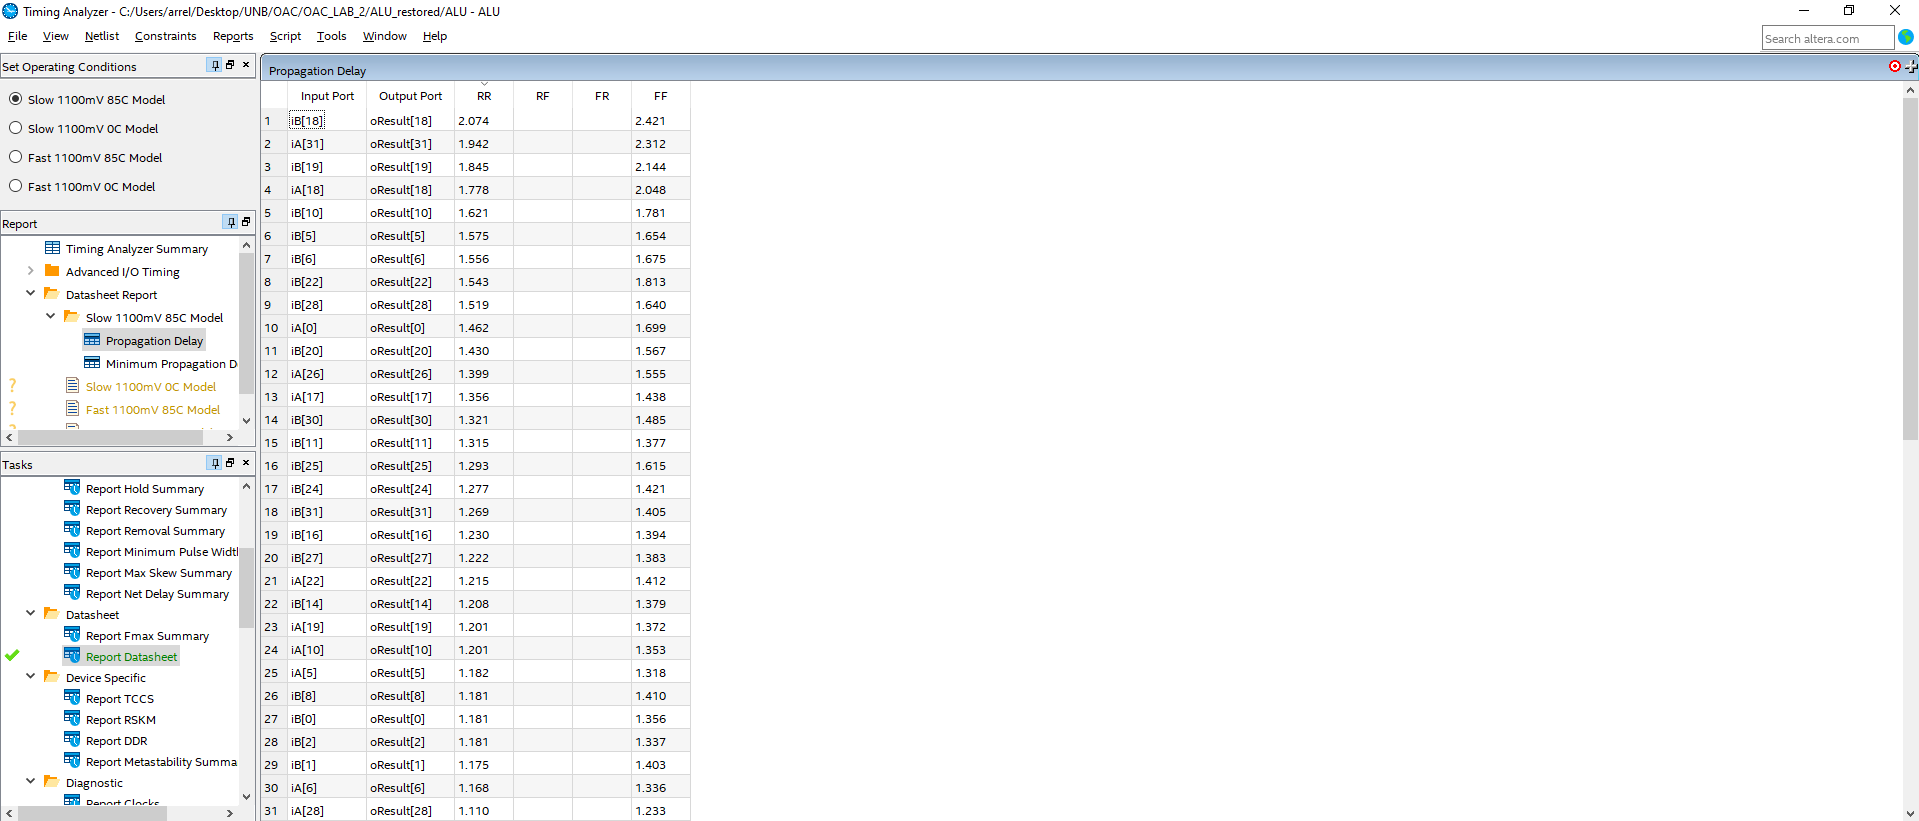 Timing Analyzer - C:/Users/arrel/Desktop/UNB/OAC/OAC_LAB_2/ALU_restored/ALU - ALU
File View Netlist Constraints Reports Script Tools Window Help
Search altera.com
Set Operating Conditions
Slow 1100mV 85C Model
Slow 1100mV 0C Model
Fast 1100mV 85C Model
Fast 1100mV 0C Model
Report
Timing Analyzer Summary
Advanced I/O Timing
Datasheet Report
Slow 1100mV 85C Model
Propagation Delay
Minimum Propagation D
? Slow 1100mV 0C Model
? Fast 1100mV 85C Model
Tasks
Report Hold Summary
Report Recovery Summary
Report Removal Summary
Report Minimum Pulse Widt
Report Max Skew Summary
Report Net Delay Summary
Datasheet
Report Fmax Summary
Report Datasheet
Device Specific
Report TCCS
Report RSKM
Report DDR
Report Metastability Summa
Diagnostic
Report Clocks
Propagation Delay
Input Port Output Port RR RF FR FF
1 iB[18] oResult[18] 2.074 2.421
2 iA[31] oResult[31] 1.942 2.312
3 iB[19] oResult[19] 1.845 2.144
4 iA[18] oResult[18] 1.778 2.048
5 iB[10] oResult[10] 1.621 1.781
6 iB[5] oResult[5] 1.575 1.654
7 iB[6] oResult[6] 1.556 1.675
8 iB[22] oResult[22] 1.543 1.813
9 iB[28] oResult[28] 1.519 1.640
10 iA[0] oResult[0] 1.462 1.699
11 iB[20] oResult[20] 1.430 1.567
12 iA[26] oResult[26] 1.399 1.555
13 iA[17] oResult[17] 1.356 1.438
14 iB[30] oResult[30] 1.321 1.485
15 iB[11] oResult[11] 1.315 1.377
16 iB[25] oResult[25] 1.293 1.615
17 iB[24] oResult[24] 1.277 1.421
18 iB[31] oResult[31] 1.269 1.405
19 iB[16] oResult[16] 1.230 1.394
20 iB[27] oResult[27] 1.222 1.383
21 iA[22] oResult[22] 1.215 1.412
22 iB[14] oResult[14] 1.208 1.379
23 iA[19] oResult[19] 1.201 1.372
24 iA[10] oResult[10] 1.201 1.353
25 iA[5] oResult[5] 1.182 1.318
26 iB[8] oResult[8] 1.181 1.410
27 iB[0] oResult[0] 1.181 1.356
28 iB[2] oResult[2] 1.181 1.337
29 iB[1] oResult[1] 1.175 1.403
30 iA[6] oResult[6] 1.168 1.336
31 iA[28] oResult[28] 1.110 1.233